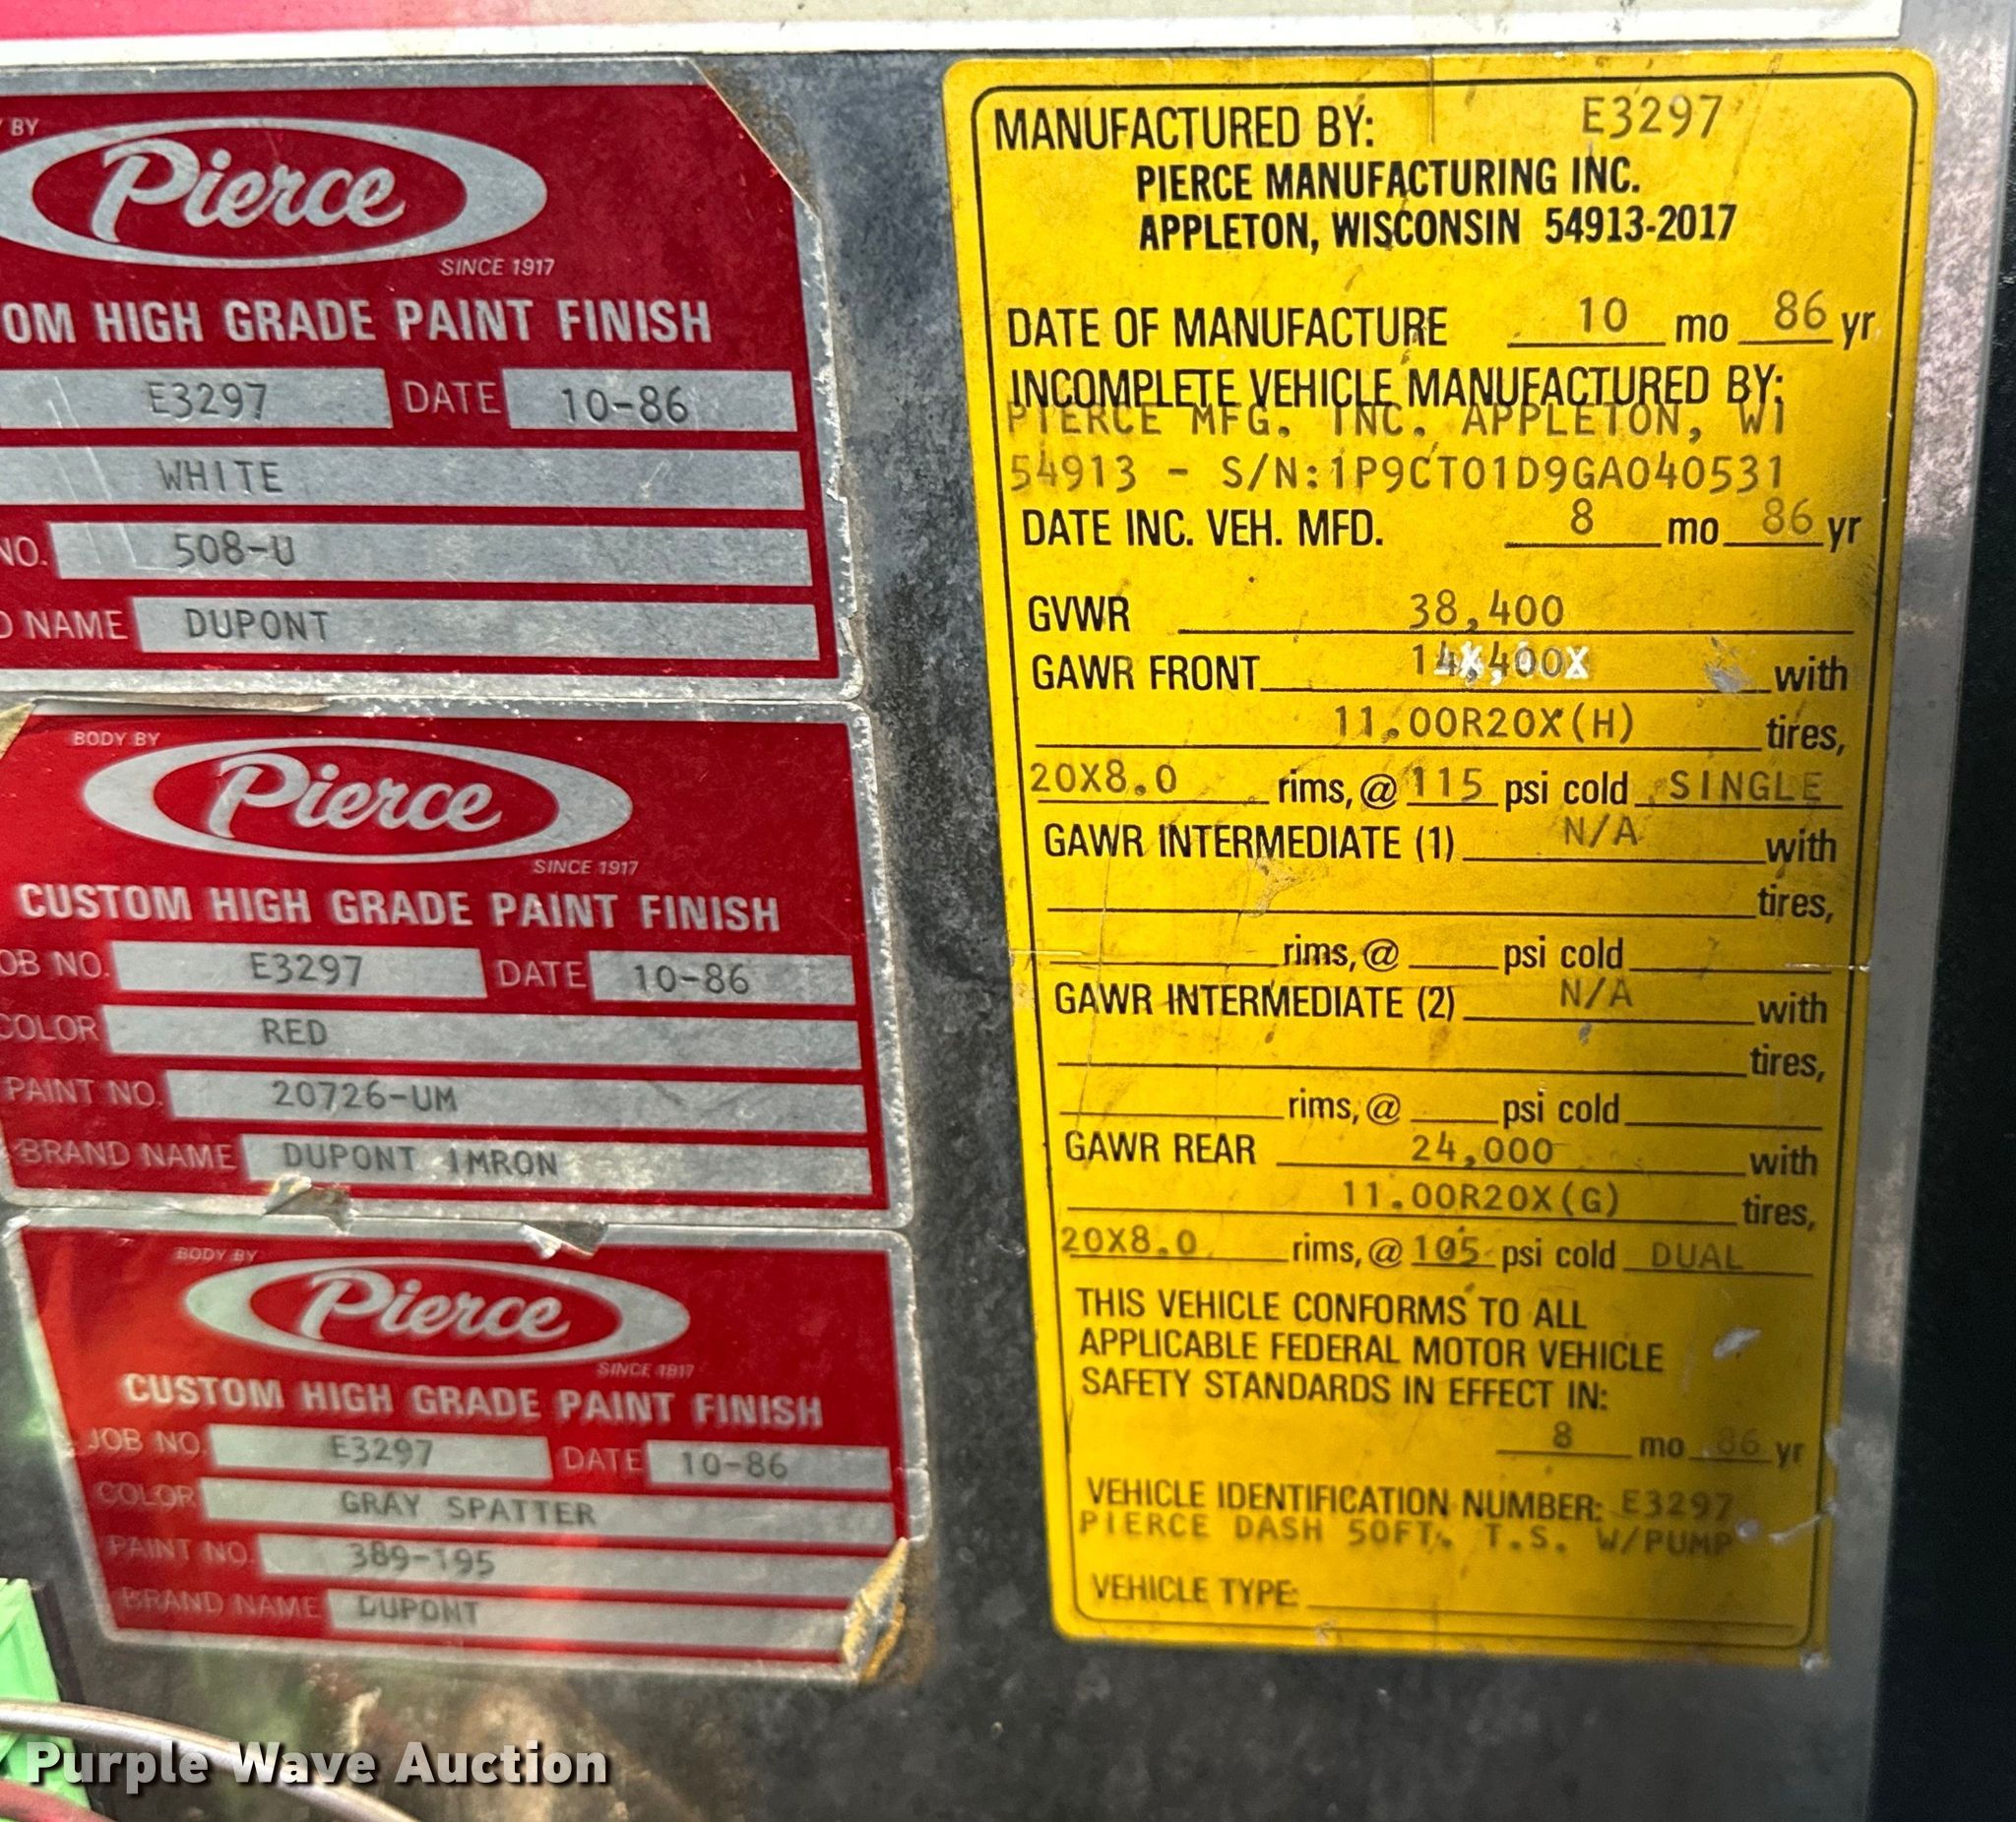 BY
Pierce
SINCE 1917
OM HIGH GRADE PAINT FINISH
E3297 DATE 10-86
WHITE
NO. 508-U
D NAME DUPONT
BODY BY
Pierce
SINCE 1917
CUSTOM HIGH GRADE PAINT FINISH
OB NO. E3297 DATE 10-86
COLOR RED
PAINT NO. 20726-UM
BRAND NAME DUPONT IMRON
BODY BY
Pierce
SINCE 1917
CUSTOM HIGH GRADE PAINT FINISH
JOB NO. E3297 DATE 10-86
COLOR GRAY SPATTER
PAINT NO. 389-195
BRAND NAME DUPONT
MANUFACTURED BY: E3297
PIERCE MANUFACTURING INC.
APPLETON, WISCONSIN 54913-2017
DATE OF MANUFACTURE 10 mo 86 yr
INCOMPLETE VEHICLE MANUFACTURED BY:
PIERCE MFG. INC. APPLETON, WI
54913 - S/N:1P9CT01D9GA040531
DATE INC. VEH. MFD. 8 mo 86 yr
GVWR 38,400
GAWR FRONT 14,400 with
11.00R20X(H) tires,
20X8.0 rims, @ 115 psi cold SINGLE
GAWR INTERMEDIATE (1) N/A with
tires,
rims, @ psi cold
GAWR INTERMEDIATE (2) N/A with
tires,
rims, @ psi cold
GAWR REAR 24,000 with
11.00R20X(G) tires,
20X8.0 rims, @ 105 psi cold DUAL
THIS VEHICLE CONFORMS TO ALL
APPLICABLE FEDERAL MOTOR VEHICLE
SAFETY STANDARDS IN EFFECT IN:
8 mo 86 yr
VEHICLE IDENTIFICATION NUMBER: E3297
PIERCE DASH 50FT. T.S. W/PUMP
VEHICLE TYPE:
Purple Wave Auction